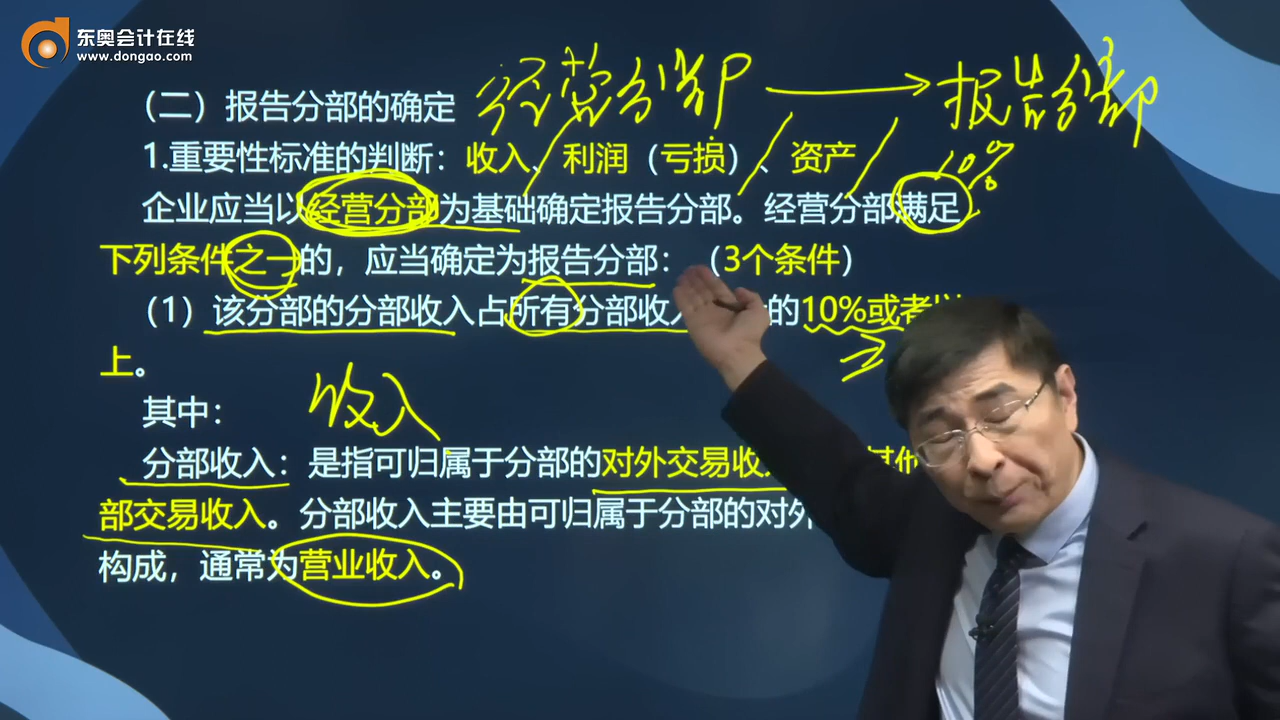 东奥会计在线
www.dongao.com
经营分部 → 报告分部
（二）报告分部的确定
1.重要性标准的判断：收入、利润（亏损）、资产
10%
企业应当以经营分部为基础确定报告分部。经营分部满足
下列条件之一的，应当确定为报告分部：（3个条件）
（1）该分部的分部收入占所有分部收入 的10%或者
上。
其中：
收入
分部收入：是指可归属于分部的对外交易收 其他
部交易收入。分部收入主要由可归属于分部的对外
构成，通常为营业收入。